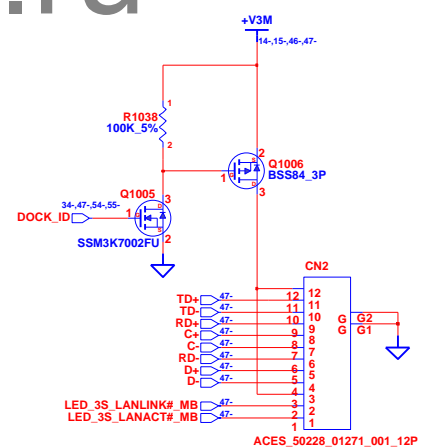 .ru
+V3M
14-,15-,46-,47-
1
R1038
100K_5%
2
2
Q1006
BSS84_3P
1
3
Q1005
34-,47-,54-,55-
DOCK_ID
1
3
2
SSM3K7002FU
CN2
TD+ 47- 12 12
TD- 47- 11 11
RD+ 47- 10 10
C+ 47- 9 9
C- 47- 8 8
RD- 47- 7 7
D+ 47- 6 6
D- 47- 5 5
4 4
LED_3S_LANLINK#_MB 47- 3 3
LED_3S_LANACT#_MB 47- 2 2
1 1
G G2
G G1
ACES_50228_01271_001_12P